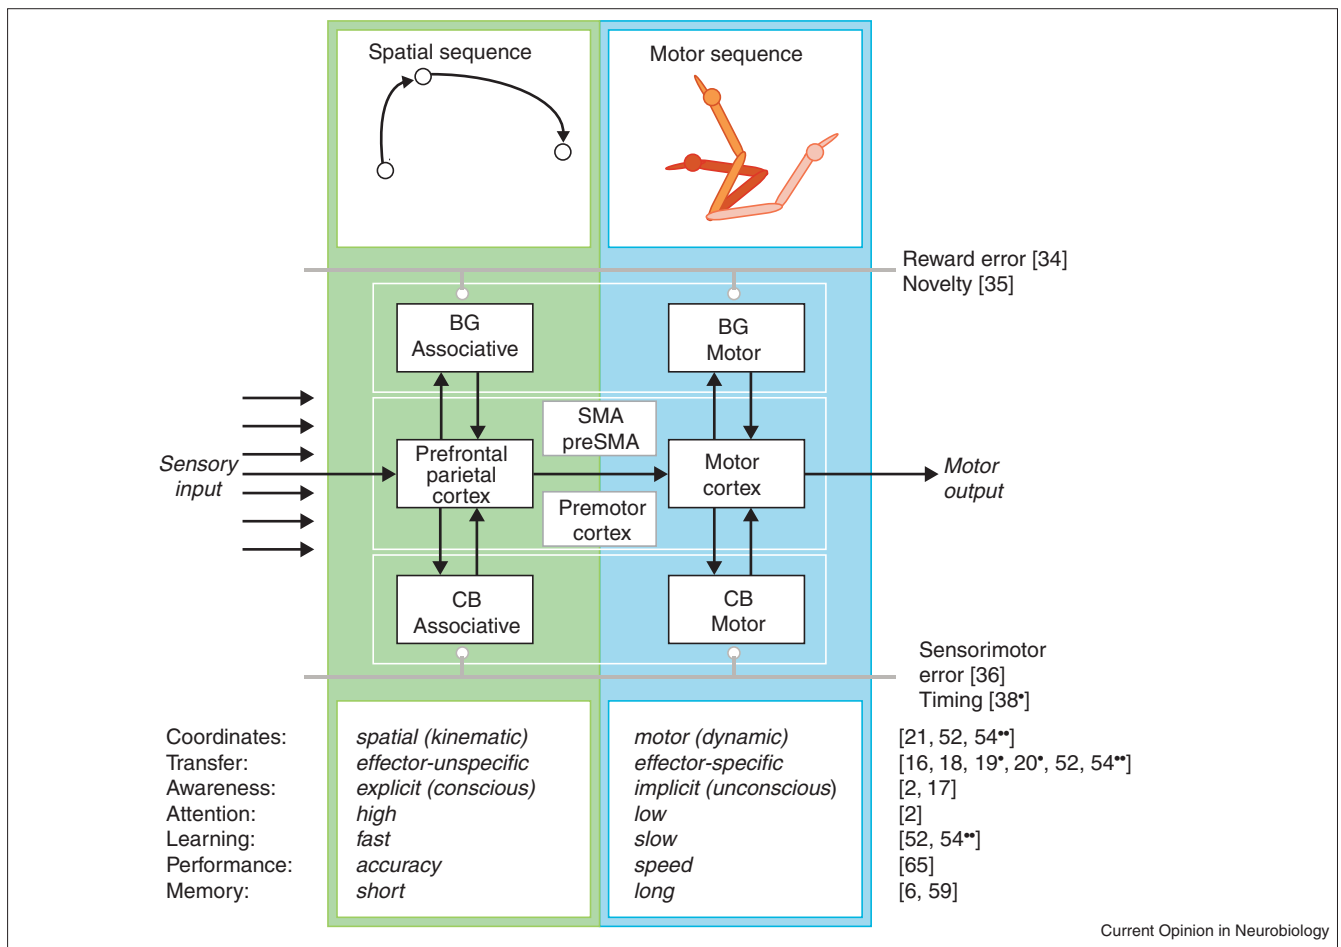 Spatial sequence
Motor sequence
Reward error [34]
Novelty [35]
BG
Associative
BG
Motor
SMA
preSMA
Sensory
input
Prefrontal
parietal
cortex
Motor
cortex
Motor
output
Premotor
cortex
CB
Associative
CB
Motor
Sensorimotor
error [36]
Timing [38•]
Coordinates: spatial (kinematic) motor (dynamic) [21, 52, 54••]
Transfer: effector-unspecific effector-specific [16, 18, 19•, 20•, 52, 54••]
Awareness: explicit (conscious) implicit (unconscious) [2, 17]
Attention: high low [2]
Learning: fast slow [52, 54••]
Performance: accuracy speed [65]
Memory: short long [6, 59]
Current Opinion in Neurobiology